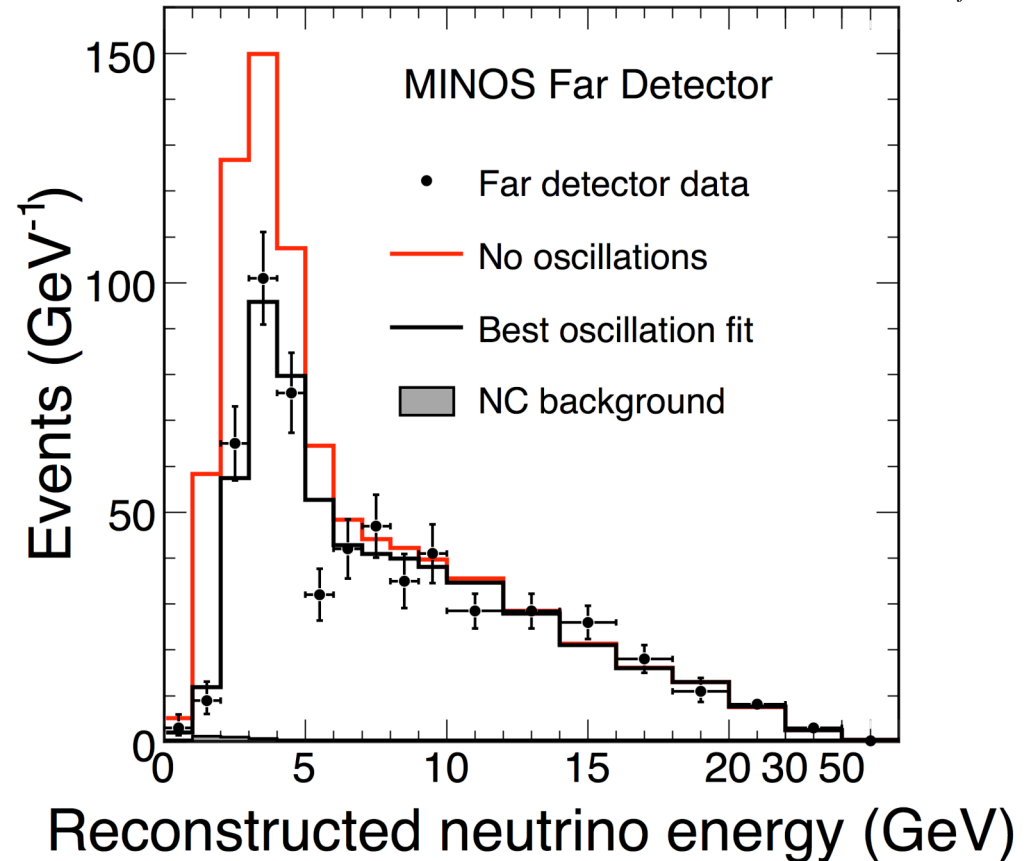 MINOS Far Detector
Far detector data
No oscillations
Best oscillation fit
NC background
Events (GeV⁻¹)
150
100
50
0
0 5 10 15 20 30 50
Reconstructed neutrino energy (GeV)